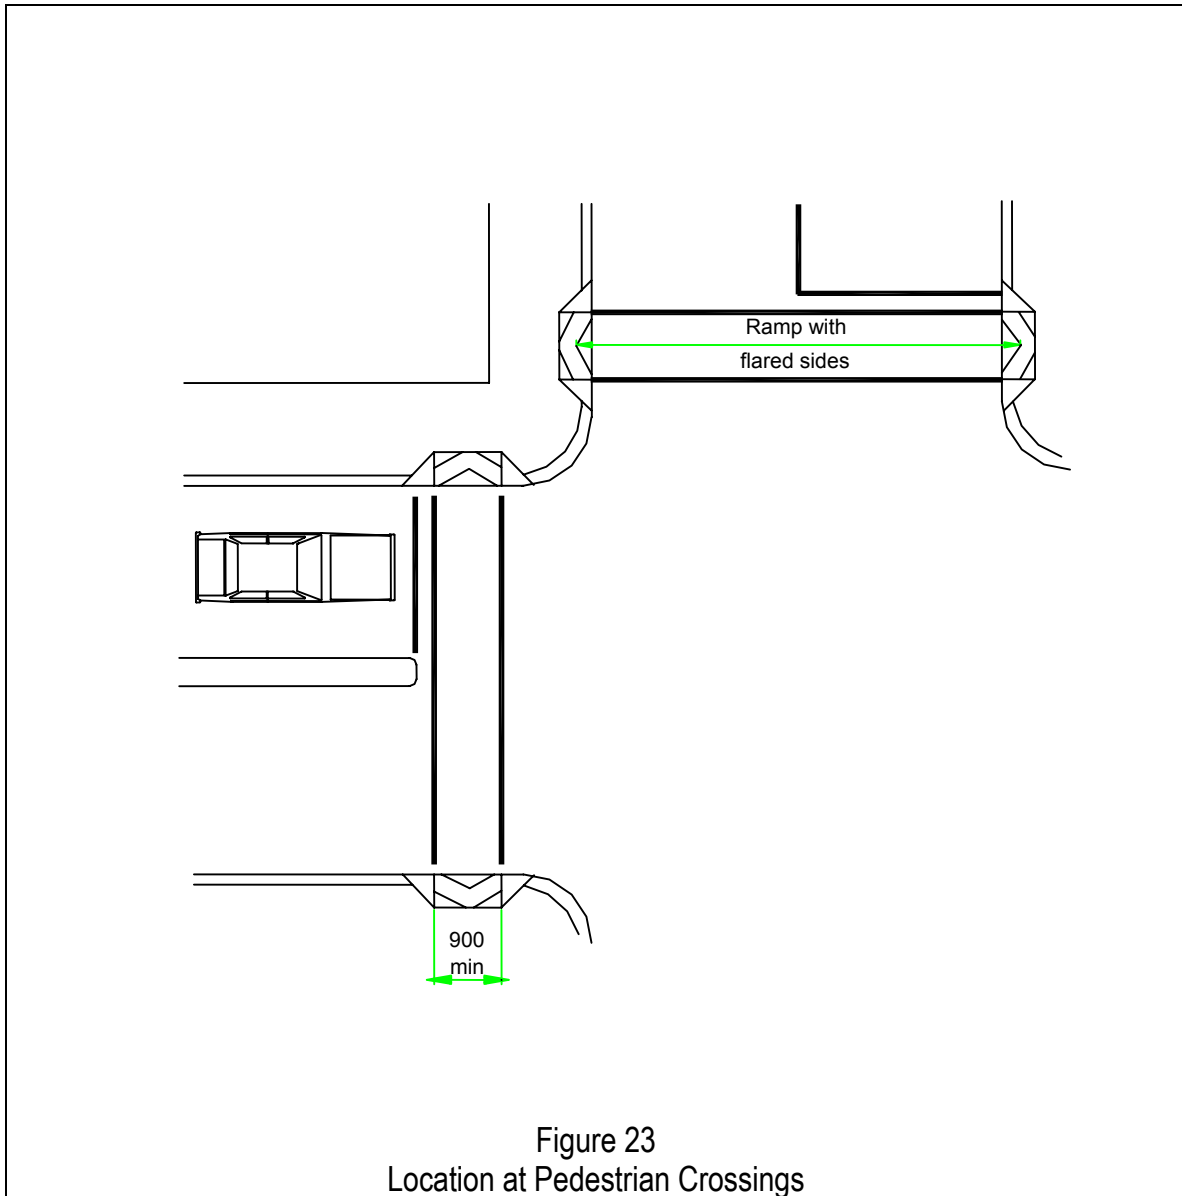 Ramp with
flared sides
900
min
Figure 23
Location at Pedestrian Crossings